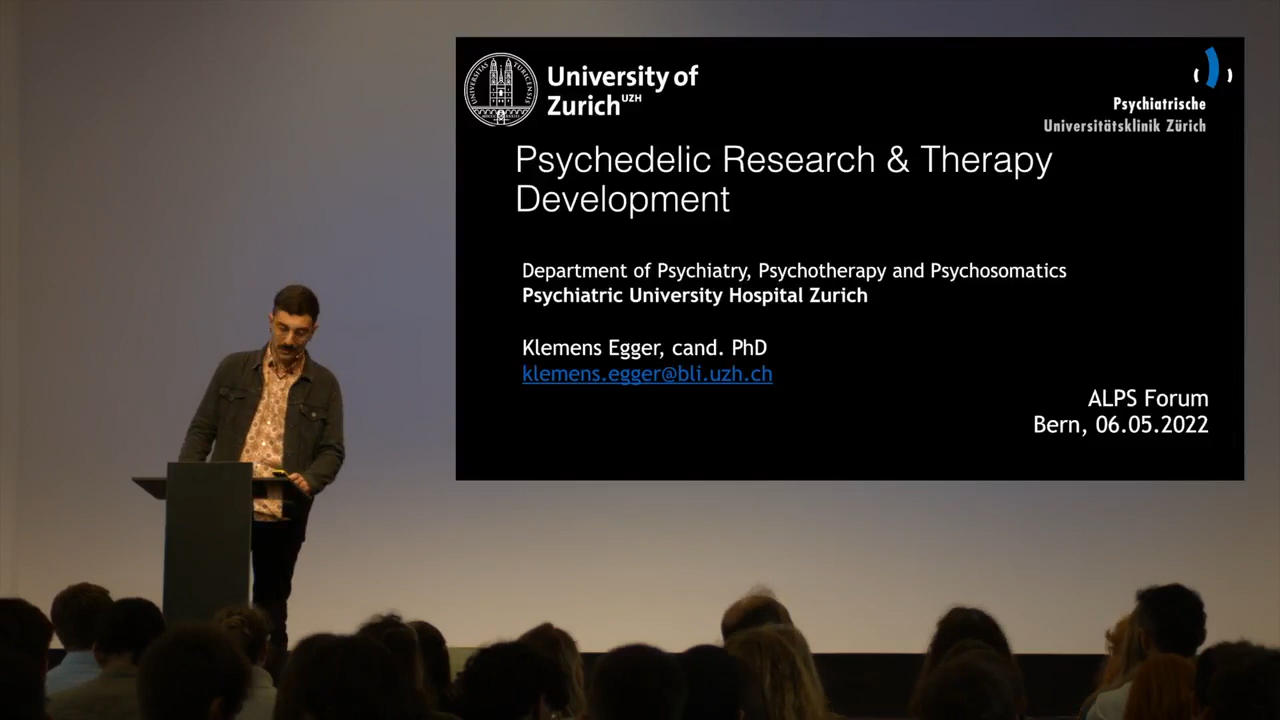 University of
Zurich UZH
Psychiatrische
Universitätsklinik Zürich
Psychedelic Research & Therapy
Development
Department of Psychiatry, Psychotherapy and Psychosomatics
Psychiatric University Hospital Zurich
Klemens Egger, cand. PhD
klemens.egger@bli.uzh.ch
ALPS Forum
Bern, 06.05.2022